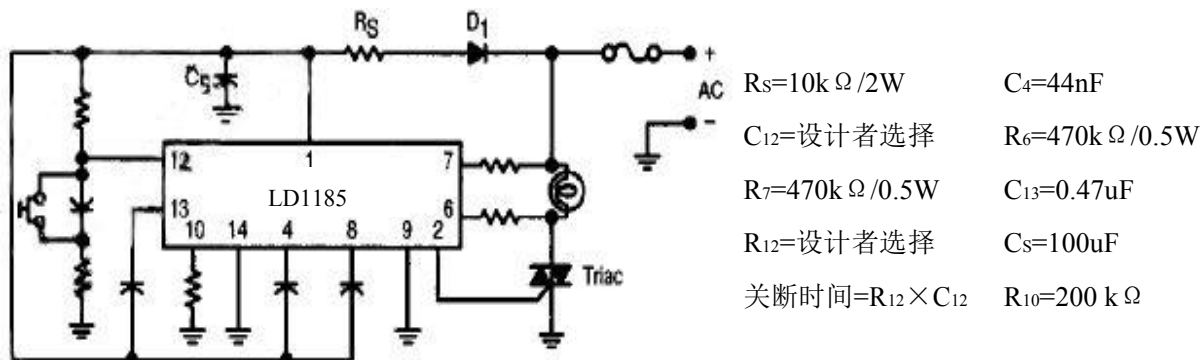 RS
D1
+
AC
-
CS
12
1
7
LD1185
13
6
10
14
4
8
9
2
Triac
RS=10kΩ/2W C4=44nF
C12=设计者选择 R6=470kΩ/0.5W
R7=470kΩ/0.5W C13=0.47uF
R12=设计者选择 CS=100uF
关断时间=R12×C12 R10=200 kΩ